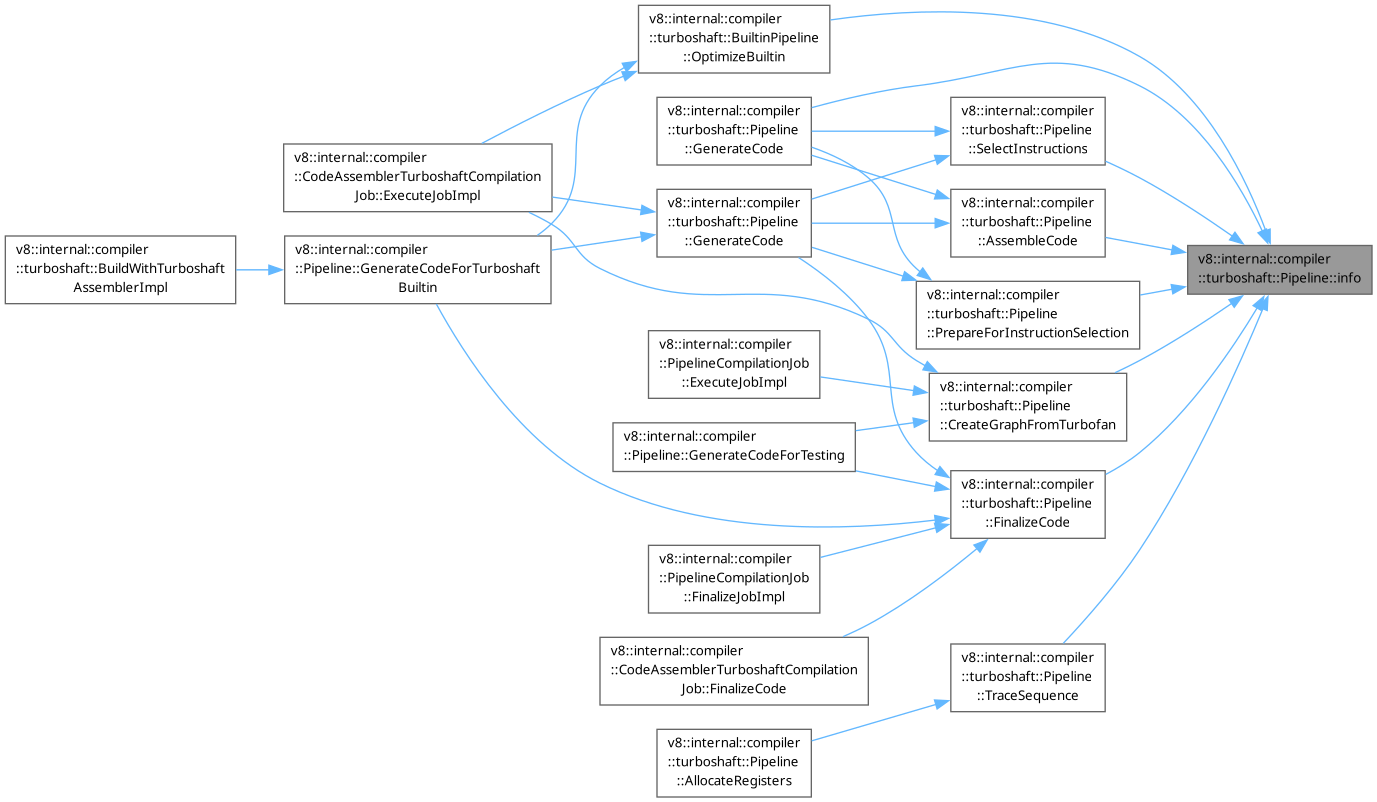 v8::internal::compiler
::turboshaft::BuiltinPipeline
::OptimizeBuiltin
v8::internal::compiler
::turboshaft::Pipeline
::GenerateCode
v8::internal::compiler
::turboshaft::Pipeline
::SelectInstructions
v8::internal::compiler
::CodeAssemblerTurboshaftCompilation
Job::ExecuteJobImpl
v8::internal::compiler
::turboshaft::Pipeline
::GenerateCode
v8::internal::compiler
::turboshaft::Pipeline
::AssembleCode
v8::internal::compiler
::turboshaft::BuildWithTurboshaft
AssemblerImpl
v8::internal::compiler
::Pipeline::GenerateCodeForTurboshaft
Builtin
v8::internal::compiler
::turboshaft::Pipeline::info
v8::internal::compiler
::turboshaft::Pipeline
::PrepareForInstructionSelection
v8::internal::compiler
::PipelineCompilationJob
::ExecuteJobImpl
v8::internal::compiler
::turboshaft::Pipeline
::CreateGraphFromTurbofan
v8::internal::compiler
::Pipeline::GenerateCodeForTesting
v8::internal::compiler
::turboshaft::Pipeline
::FinalizeCode
v8::internal::compiler
::PipelineCompilationJob
::FinalizeJobImpl
v8::internal::compiler
::CodeAssemblerTurboshaftCompilation
Job::FinalizeCode
v8::internal::compiler
::turboshaft::Pipeline
::TraceSequence
v8::internal::compiler
::turboshaft::Pipeline
::AllocateRegisters